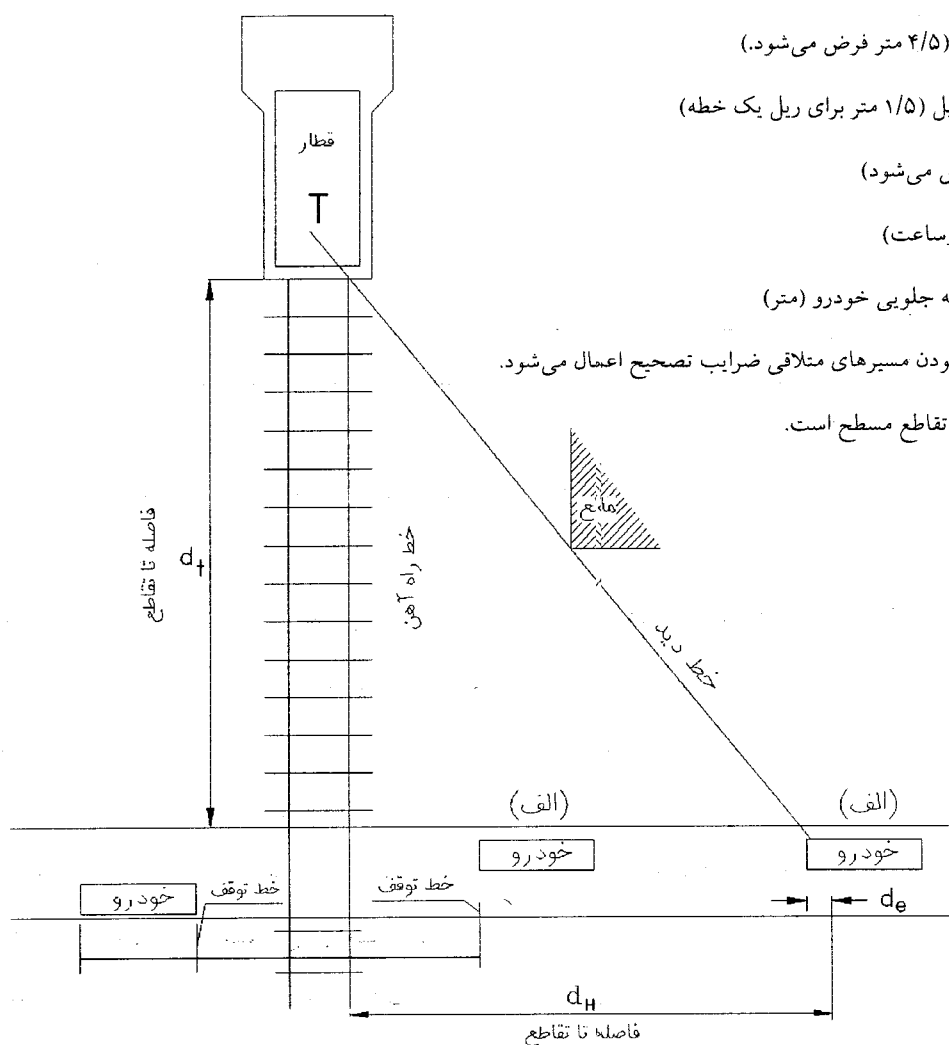 (۴/۵ متر فرض می‌شود.)
یل (۱/۵ متر برای ریل یک خطه)
می‌شود)
ساعت)
ه جلویی خودرو (متر)
ودن مسیرهای متلاقی ضرایب تصحیح اعمال می‌شود.
تقاطع مسطح است.
قطار
T
مانع
فاصله تا تقاطع
d_t
خط راه آهن
خط دید
(الف)
(الف)
خودرو
خودرو
خط توقف
خط توقف
خودرو
d_e
d_H
فاصله تا تقاطع